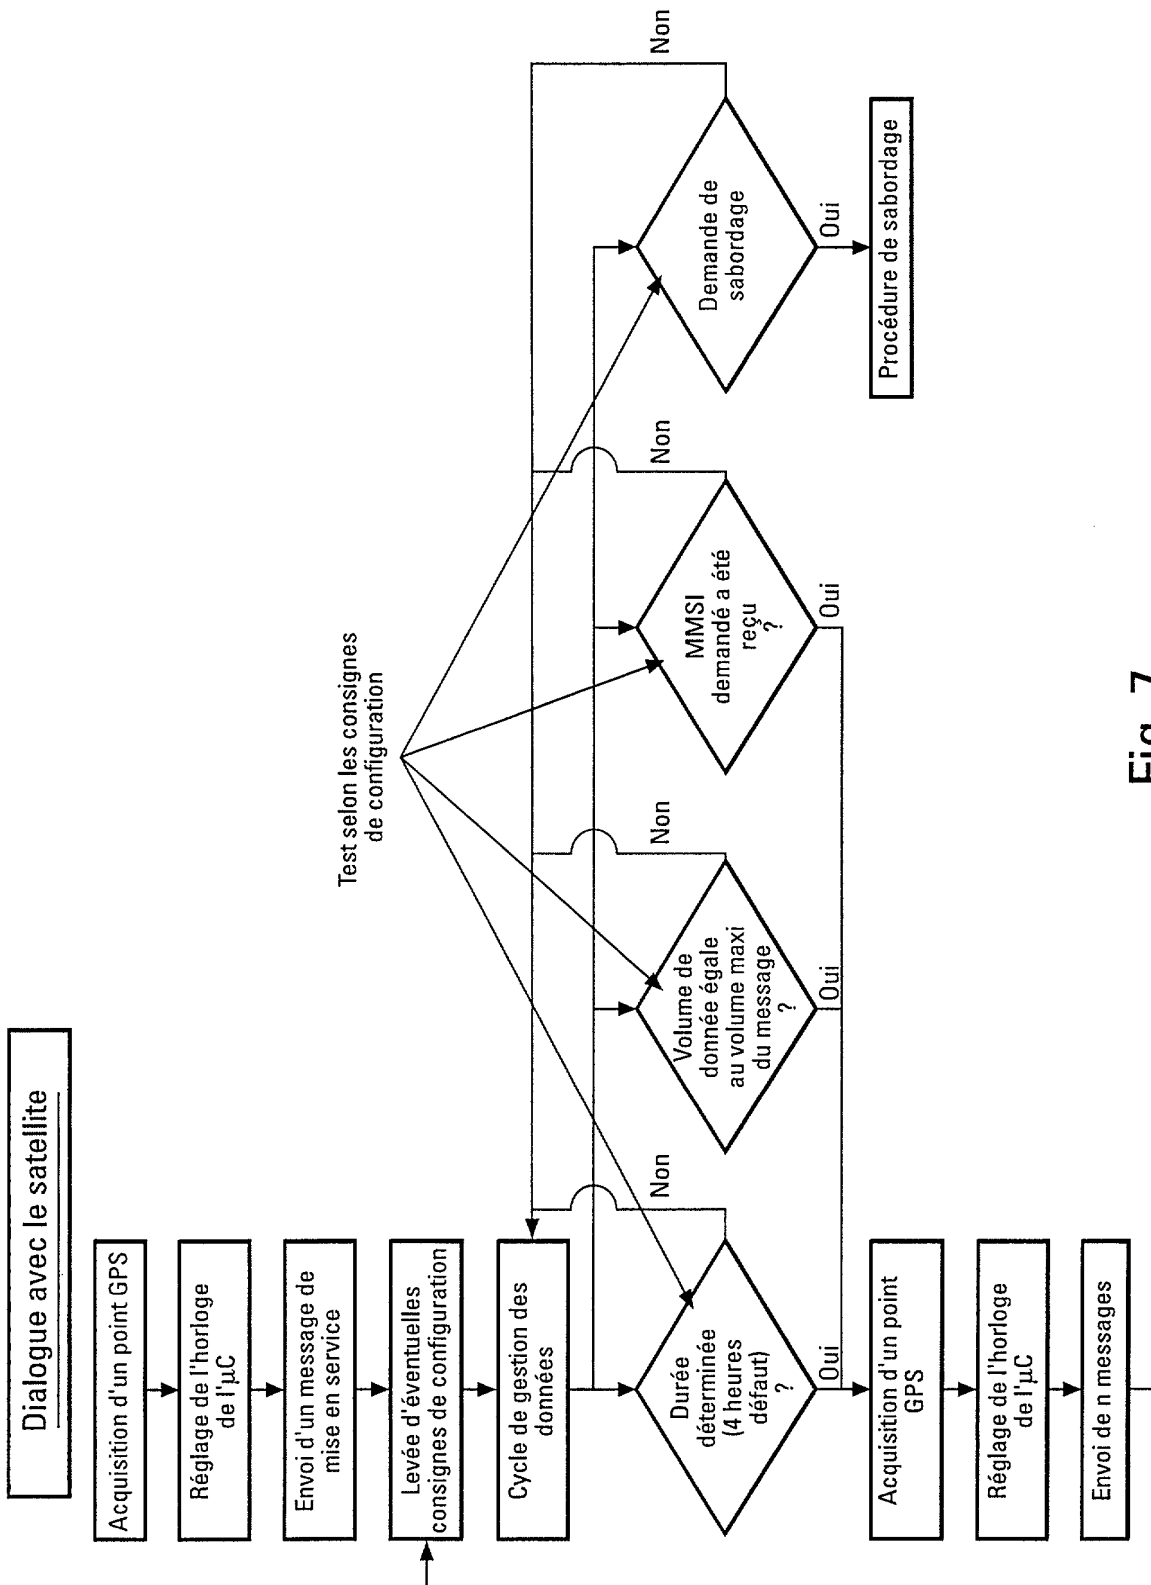 Dialogue avec le satellite
Acquisition d'un point GPS
Réglage de l'horloge
de l'µC
Envoi d'un message de
mise en service
Levée d'éventuelles
consignes de configuration
Cycle de gestion des
données
Test selon les consignes
de configuration
Durée
déterminée
(4 heures
défaut)
?
Non
Oui
Volume de
donnée égale
au volume maxi
du message
?
Non
Oui
MMSI
demandé a été
reçu
?
Non
Oui
Demande de
sabordage
Non
Oui
Procédure de sabordage
Acquisition d'un point
GPS
Réglage de l'horloge
de l'µC
Envoi de n messages
Fig. 7